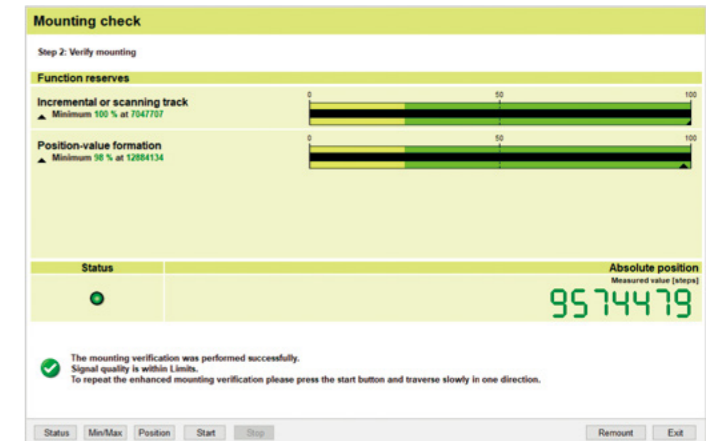 Mounting check
Step 2: Verify mounting
Function reserves
Incremental or scanning track
Minimum 100 % at 7047707
0 50 100
Position-value formation
Minimum 98 % at 12884134
0 50 100
Status Absolute position
Measured value [steps]
9574479
The mounting verification was performed successfully.
Signal quality is within Limits.
To repeat the enhanced mounting verification please press the start button and traverse slowly in one direction.
Status Min/Max Position Start Stop Remount Exit